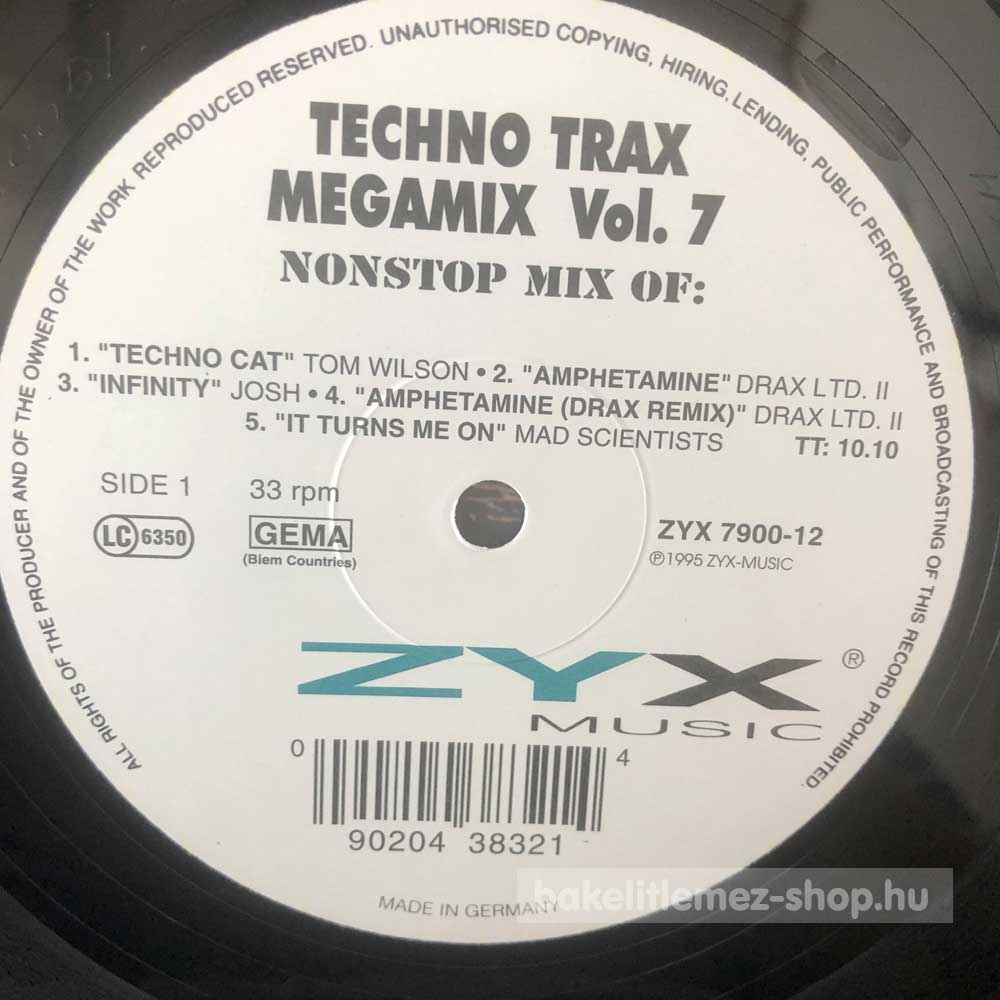 ALL RIGHTS OF THE PRODUCER AND OF THE OWNER OF THE WORK REPRODUCED RESERVED. UNAUTHORISED COPYING, HIRING, LENDING, PUBLIC PERFORMANCE AND BROADCASTING OF THIS RECORD PROHIBITED.
TECHNO TRAX
MEGAMIX Vol. 7
NONSTOP MIX OF:
1. "TECHNO CAT" TOM WILSON • 2. "AMPHETAMINE" DRAX LTD. II
3. "INFINITY" JOSH • 4. "AMPHETAMINE (DRAX REMIX)" DRAX LTD. II
5. "IT TURNS ME ON" MAD SCIENTISTS TT: 10.10
SIDE 1 33 rpm
LC 6350 GEMA ZYX 7900-12
(Biem Countries) ℗1995 ZYX-MUSIC
ZYX ®
MUSIC
0 4
90204 38321
MADE IN GERMANY
bakelitlemez-shop.hu